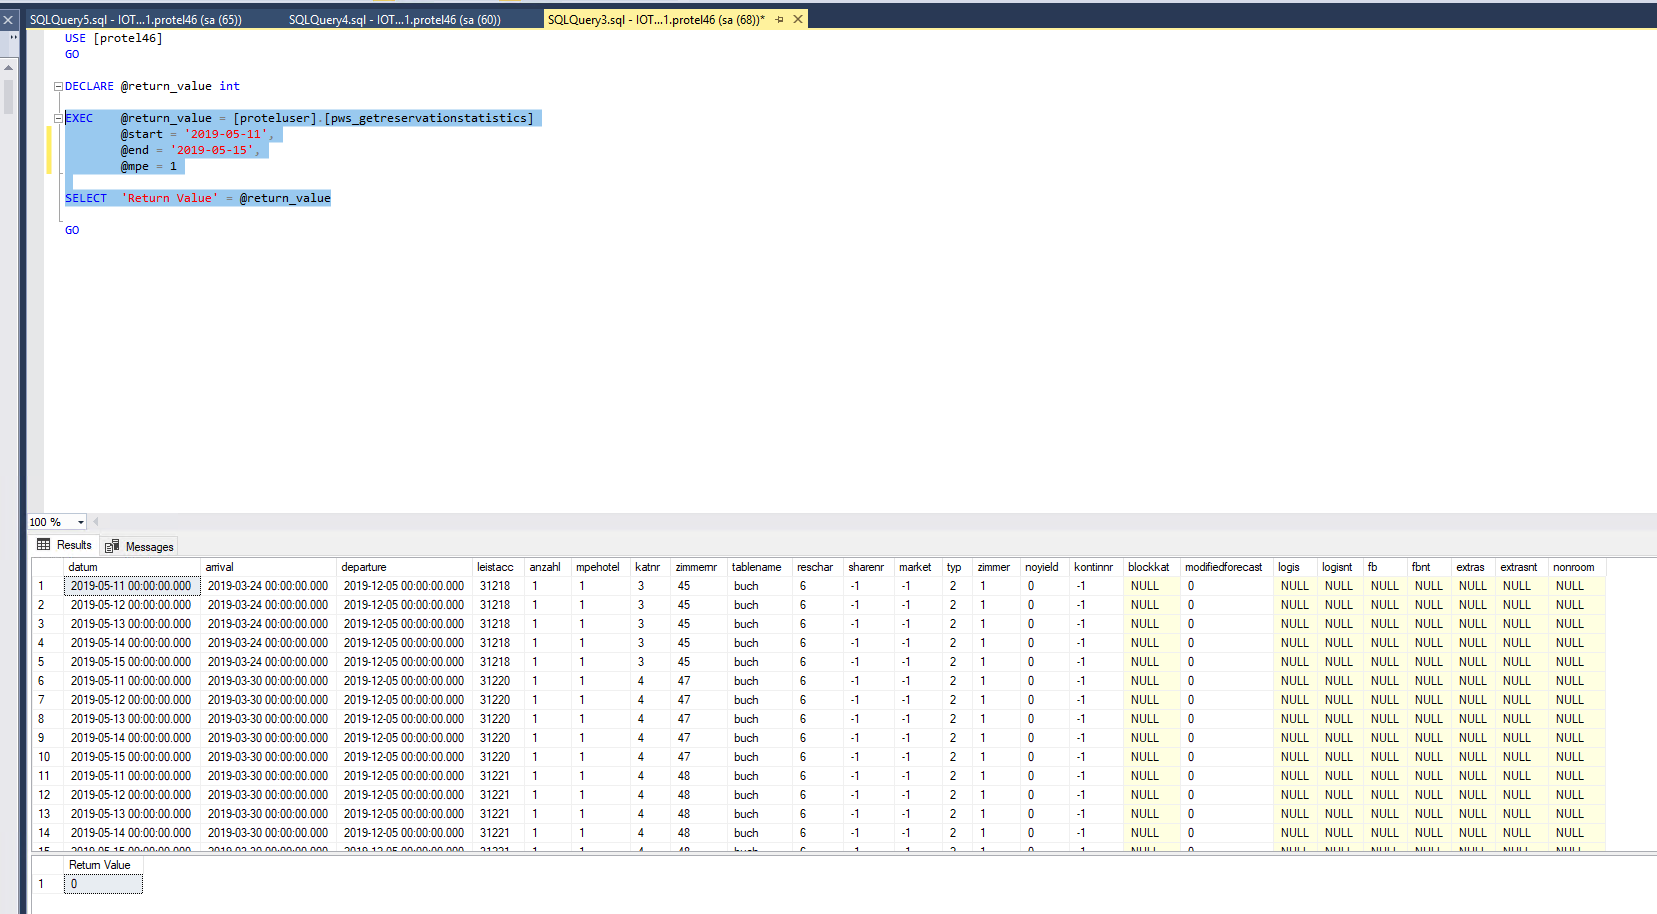 SQLQuery5.sql - IOT...1.protel46 (sa (65))  SQLQuery4.sql - IOT...1.protel46 (sa (60))  SQLQuery3.sql - IOT...1.protel46 (sa (68))*
USE [protel46]
GO
DECLARE @return_value int
EXEC @return_value = [proteluser].[pws_getreservationstatistics]
@start = '2019-05-11',
@end = '2019-05-15',
@mpe = 1
SELECT 'Return Value' = @return_value
GO
100 %
Results  Messages
datum arrival departure leistacc anzahl mpehotel katnr zimmernr tablename reschar sharenr market typ zimmer noyield kontinnr blockkat modifiedforecast logis logisnt fb fbnt extras extrasnt nonroom
1 2019-05-11 00:00:00.000 2019-03-24 00:00:00.000 2019-12-05 00:00:00.000 31218 1 1 3 45 buch 6 -1 -1 2 1 0 -1 NULL 0 NULL NULL NULL NULL NULL NULL NULL
2 2019-05-12 00:00:00.000 2019-03-24 00:00:00.000 2019-12-05 00:00:00.000 31218 1 1 3 45 buch 6 -1 -1 2 1 0 -1 NULL 0 NULL NULL NULL NULL NULL NULL NULL
3 2019-05-13 00:00:00.000 2019-03-24 00:00:00.000 2019-12-05 00:00:00.000 31218 1 1 3 45 buch 6 -1 -1 2 1 0 -1 NULL 0 NULL NULL NULL NULL NULL NULL NULL
4 2019-05-14 00:00:00.000 2019-03-24 00:00:00.000 2019-12-05 00:00:00.000 31218 1 1 3 45 buch 6 -1 -1 2 1 0 -1 NULL 0 NULL NULL NULL NULL NULL NULL NULL
5 2019-05-15 00:00:00.000 2019-03-24 00:00:00.000 2019-12-05 00:00:00.000 31218 1 1 3 45 buch 6 -1 -1 2 1 0 -1 NULL 0 NULL NULL NULL NULL NULL NULL NULL
6 2019-05-11 00:00:00.000 2019-03-30 00:00:00.000 2019-12-05 00:00:00.000 31220 1 1 4 47 buch 6 -1 -1 2 1 0 -1 NULL 0 NULL NULL NULL NULL NULL NULL NULL
7 2019-05-12 00:00:00.000 2019-03-30 00:00:00.000 2019-12-05 00:00:00.000 31220 1 1 4 47 buch 6 -1 -1 2 1 0 -1 NULL 0 NULL NULL NULL NULL NULL NULL NULL
8 2019-05-13 00:00:00.000 2019-03-30 00:00:00.000 2019-12-05 00:00:00.000 31220 1 1 4 47 buch 6 -1 -1 2 1 0 -1 NULL 0 NULL NULL NULL NULL NULL NULL NULL
9 2019-05-14 00:00:00.000 2019-03-30 00:00:00.000 2019-12-05 00:00:00.000 31220 1 1 4 47 buch 6 -1 -1 2 1 0 -1 NULL 0 NULL NULL NULL NULL NULL NULL NULL
10 2019-05-15 00:00:00.000 2019-03-30 00:00:00.000 2019-12-05 00:00:00.000 31220 1 1 4 47 buch 6 -1 -1 2 1 0 -1 NULL 0 NULL NULL NULL NULL NULL NULL NULL
11 2019-05-11 00:00:00.000 2019-03-30 00:00:00.000 2019-12-05 00:00:00.000 31221 1 1 4 48 buch 6 -1 -1 2 1 0 -1 NULL 0 NULL NULL NULL NULL NULL NULL NULL
12 2019-05-12 00:00:00.000 2019-03-30 00:00:00.000 2019-12-05 00:00:00.000 31221 1 1 4 48 buch 6 -1 -1 2 1 0 -1 NULL 0 NULL NULL NULL NULL NULL NULL NULL
13 2019-05-13 00:00:00.000 2019-03-30 00:00:00.000 2019-12-05 00:00:00.000 31221 1 1 4 48 buch 6 -1 -1 2 1 0 -1 NULL 0 NULL NULL NULL NULL NULL NULL NULL
14 2019-05-14 00:00:00.000 2019-03-30 00:00:00.000 2019-12-05 00:00:00.000 31221 1 1 4 48 buch 6 -1 -1 2 1 0 -1 NULL 0 NULL NULL NULL NULL NULL NULL NULL
Return Value
1 0